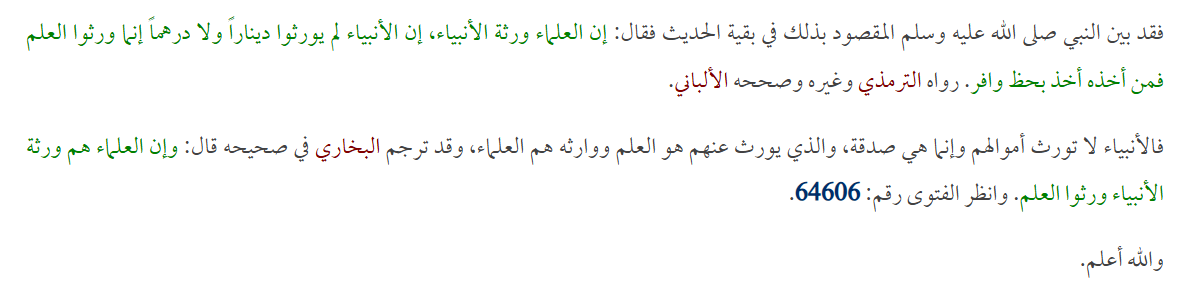 فقد بين النبي صلى الله عليه وسلم المقصود بذلك في بقية الحديث فقال: إن العلماء ورثة الأنبياء، إن الأنبياء لم يورثوا ديناراً ولا درهماً إنما ورثوا العلم
فمن أخذه أخذ بحظ وافر. رواه الترمذي وغيره وصححه الألباني.
فالأنبياء لا تورث أموالهم وإنما هي صدقة، والذي يورث عنهم هو العلم ووارثه هم العلماء، وقد ترجم البخاري في صحيحه قال: وإن العلماء هم ورثة
الأنبياء ورثوا العلم. وانظر الفتوى رقم: 64606.
والله أعلم.